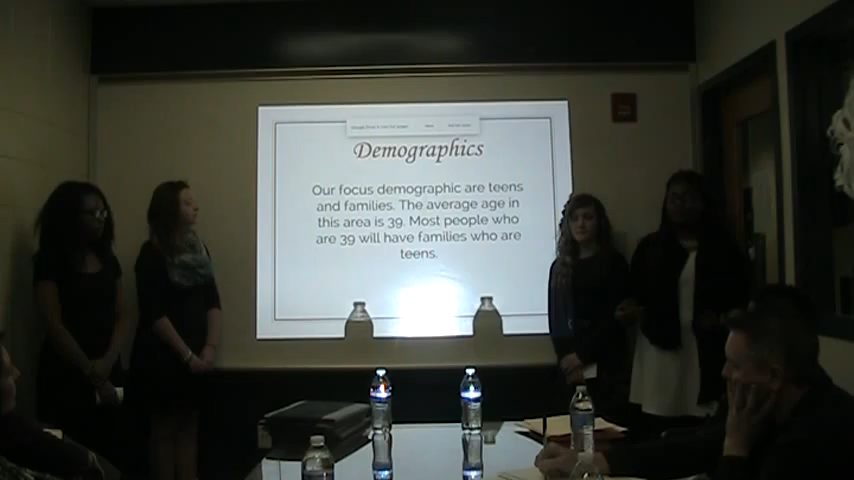 Demographics
Our focus demographic are teens
and families. The average age in
this area is 39. Most people who
are 39 will have families who are
teens.